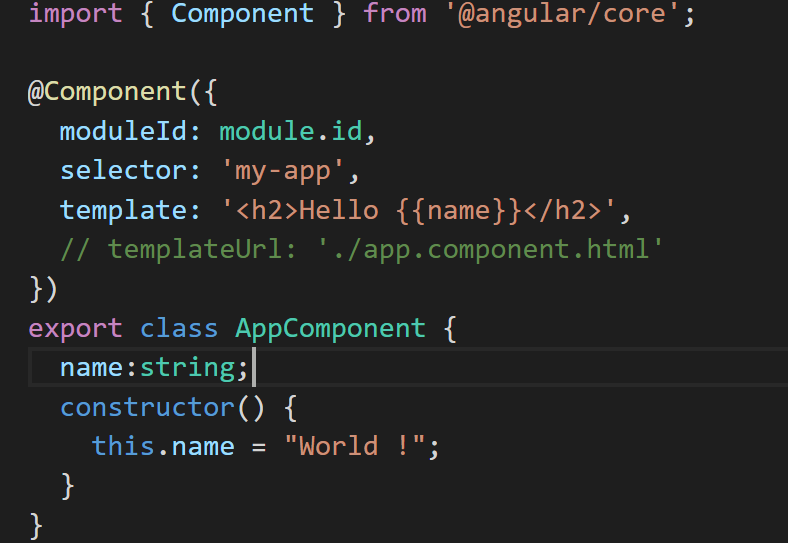 import { Component } from '@angular/core';
@Component({
  moduleId: module.id,
  selector: 'my-app',
  template: '<h2>Hello {{name}}</h2>',
  // templateUrl: './app.component.html'
})
export class AppComponent {
  name:string;
  constructor() {
    this.name = "World !";
  }
}